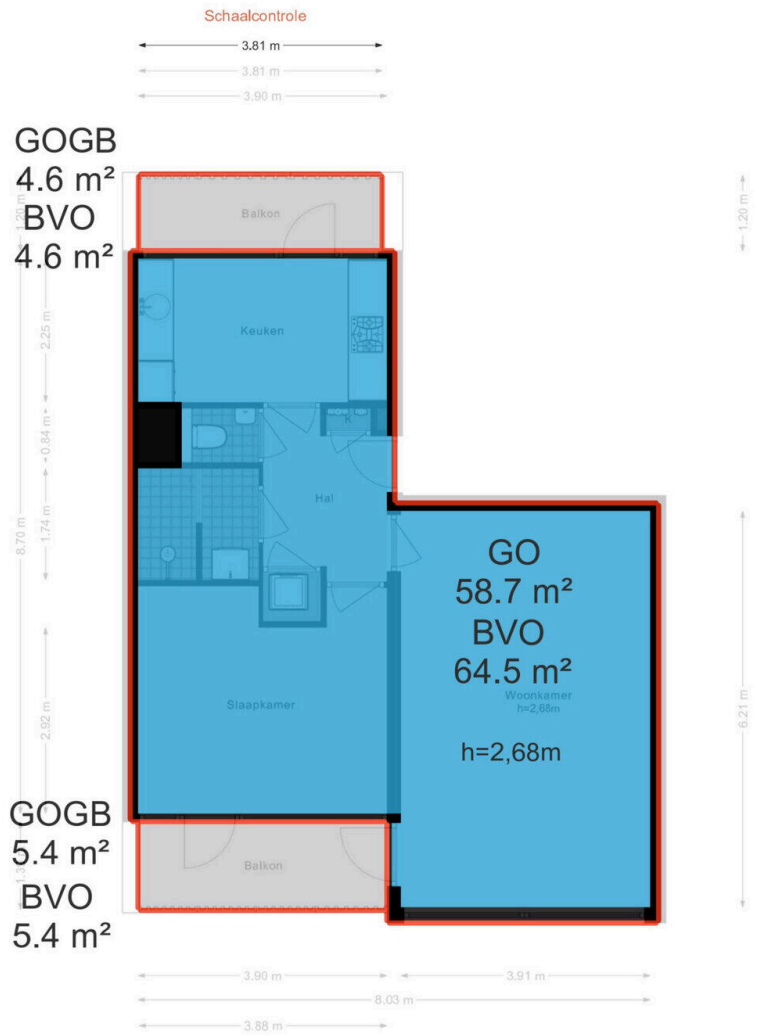 Schaalcontrole
3.81 m
3.81 m
3.90 m
GOGB
4.6 m²
BVO
4.6 m²
1.20 m
Balkon
1.20 m
Keuken
2.25 m
K
0.84 m
Hal
1.74 m
8.70 m
GO
58.7 m²
BVO
64.5 m²
Woonkamer
h=2,68m
h=2,68m
Slaapkamer
2.92 m
6.21 m
GOGB
5.4 m²
BVO
5.4 m²
Balkon
3.90 m
3.91 m
8.03 m
3.88 m